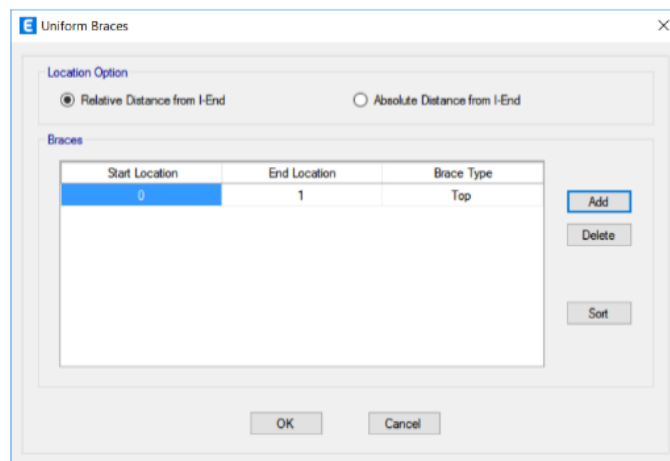 E Uniform Braces
Location Option
Relative Distance from I-End Absolute Distance from I-End
Braces
Start Location End Location Brace Type
0 1 Top
Add
Delete
Sort
OK Cancel